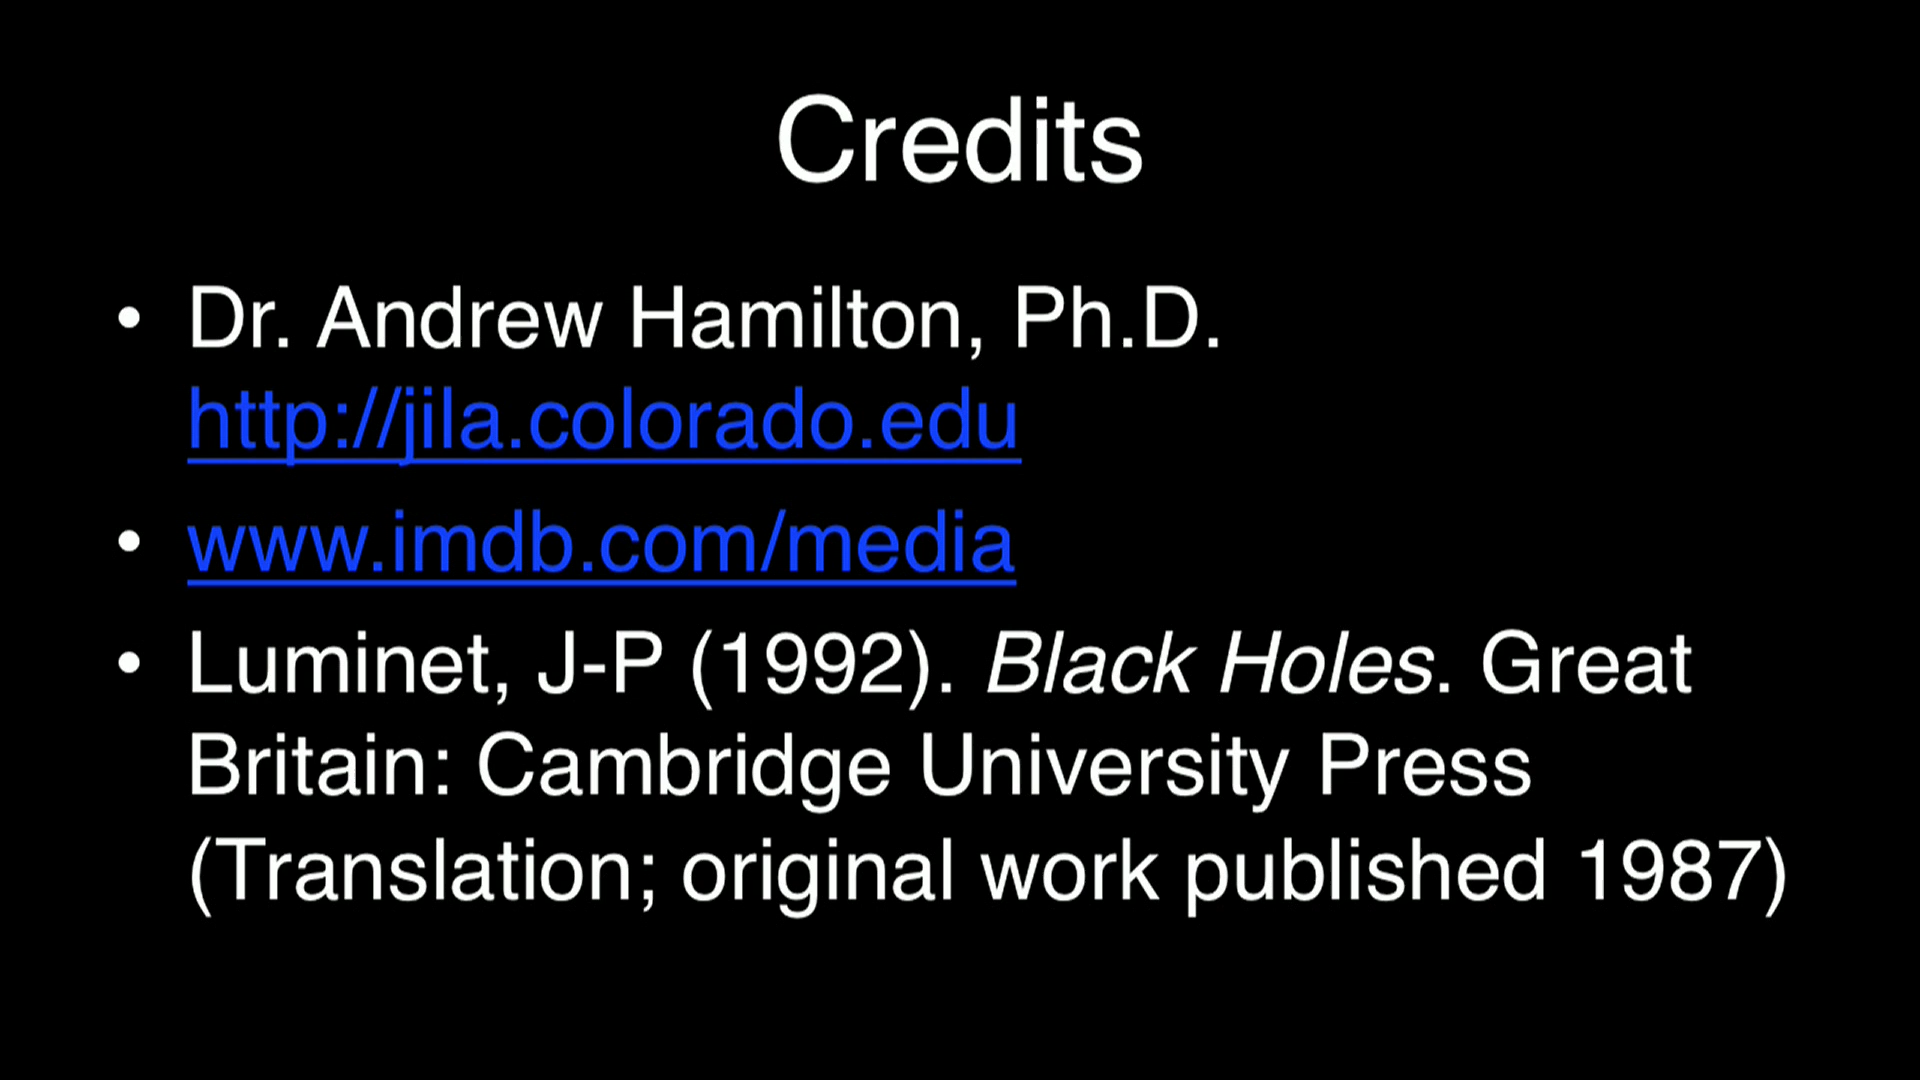 Credits
• Dr. Andrew Hamilton, Ph.D.
http://jila.colorado.edu
• www.imdb.com/media
• Luminet, J-P (1992). Black Holes. Great
Britain: Cambridge University Press
(Translation; original work published 1987)